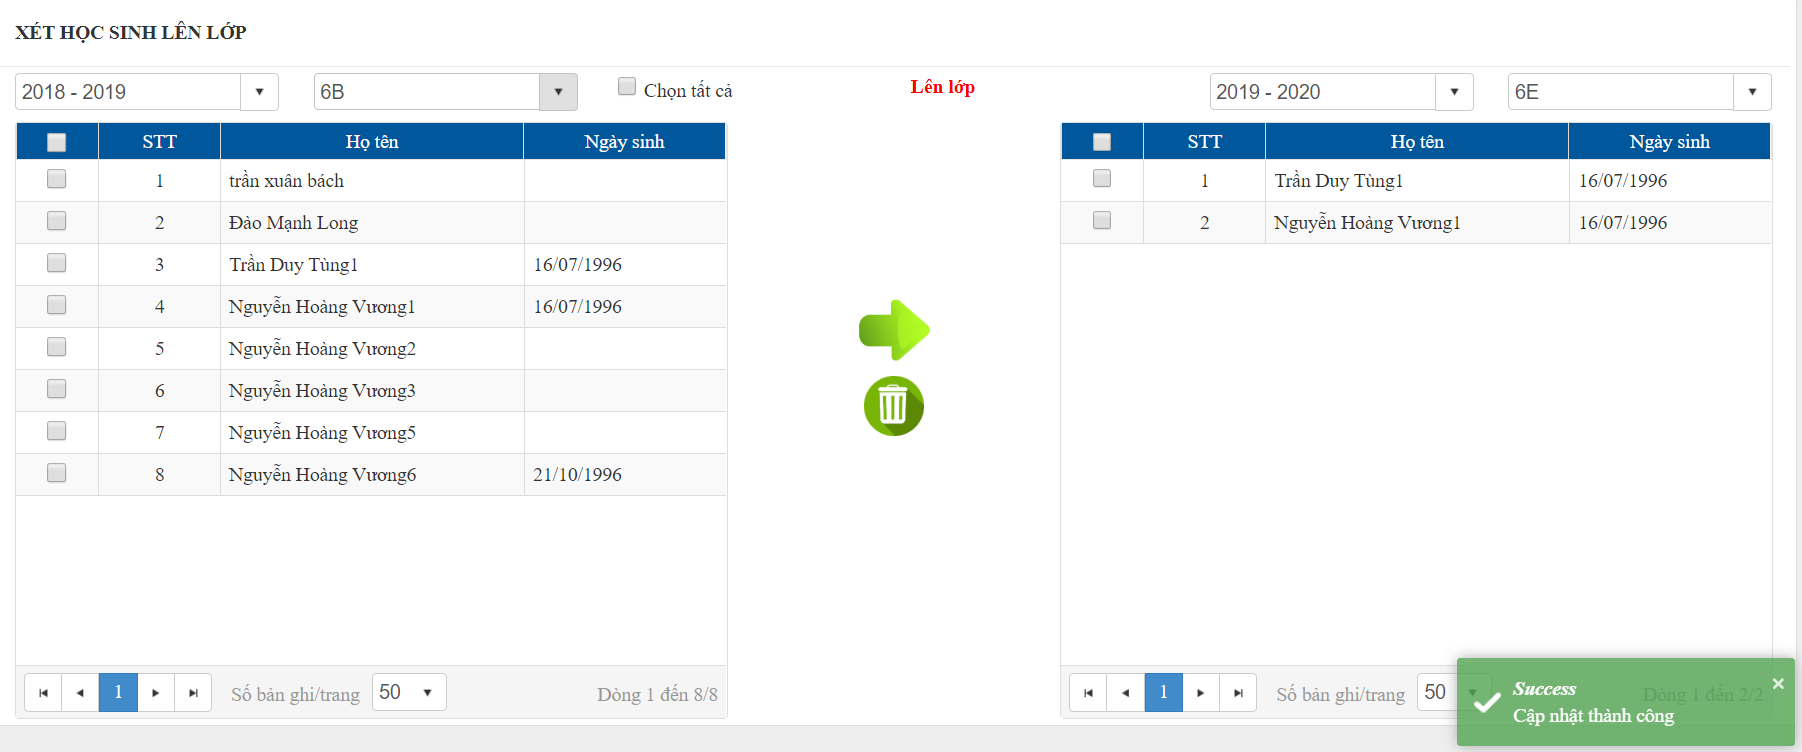 XÉT HỌC SINH LÊN LỚP
2018 - 2019 6B Chọn tất cả Lên lớp 2019 - 2020 6E
STT Họ tên Ngày sinh
1 trần xuân bách
2 Đào Mạnh Long
3 Trần Duy Tùng1 16/07/1996
4 Nguyễn Hoàng Vương1 16/07/1996
5 Nguyễn Hoàng Vương2
6 Nguyễn Hoàng Vương3
7 Nguyễn Hoàng Vương5
8 Nguyễn Hoàng Vương6 21/10/1996
1 Số bản ghi/trang 50 Dòng 1 đến 8/8
STT Họ tên Ngày sinh
1 Trần Duy Tùng1 16/07/1996
2 Nguyễn Hoàng Vương1 16/07/1996
1 Số bản ghi/trang 50 Dòng 1 đến 2/2
Success
Cập nhật thành công